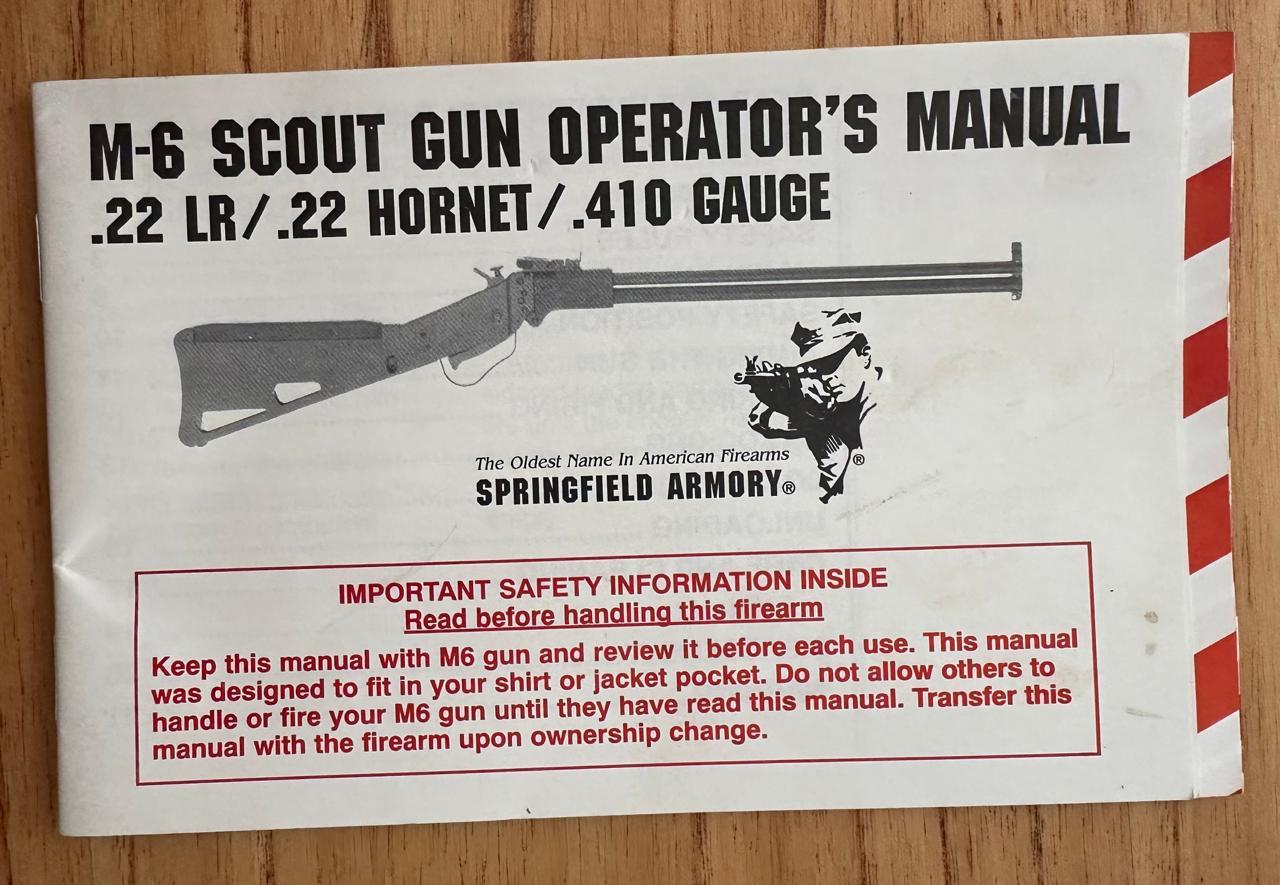 M-6 SCOUT GUN OPERATOR'S MANUAL
.22 LR/.22 HORNET/.410 GAUGE
The Oldest Name In American Firearms
SPRINGFIELD ARMORY®
®
IMPORTANT SAFETY INFORMATION INSIDE
Read before handling this firearm
Keep this manual with M6 gun and review it before each use. This manual
was designed to fit in your shirt or jacket pocket. Do not allow others to
handle or fire your M6 gun until they have read this manual. Transfer this
manual with the firearm upon ownership change.